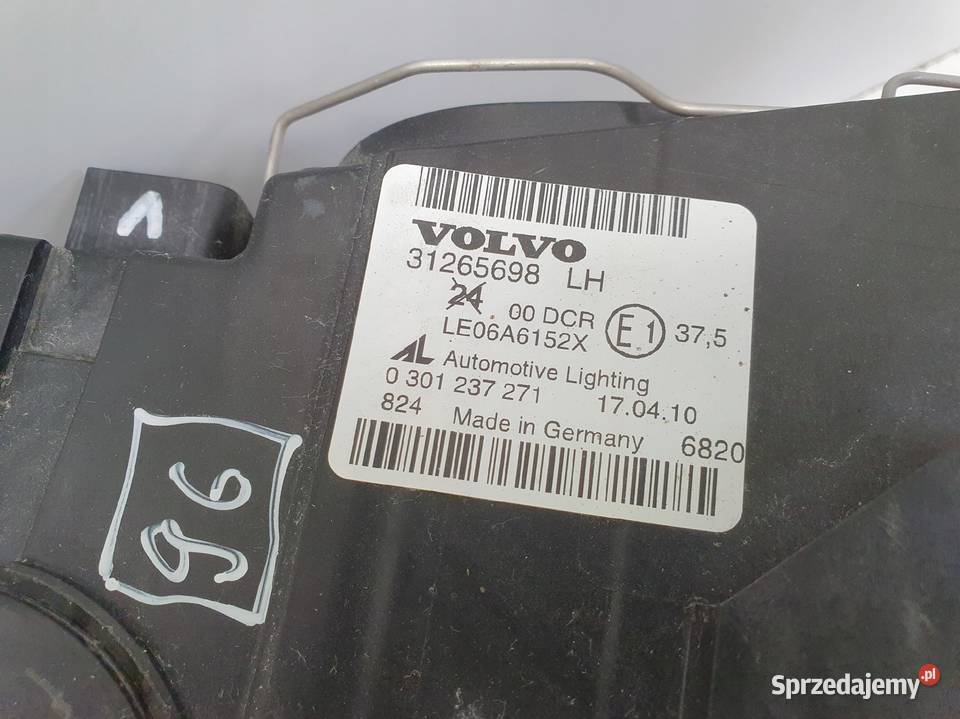 1
VOLVO
31265698 LH
24 00 DCR E1 37,5
LE06A6152X
AL Automotive Lighting
0 301 237 271 17.04.10
824 Made in Germany 6820
96
Sprzedajemy.pl